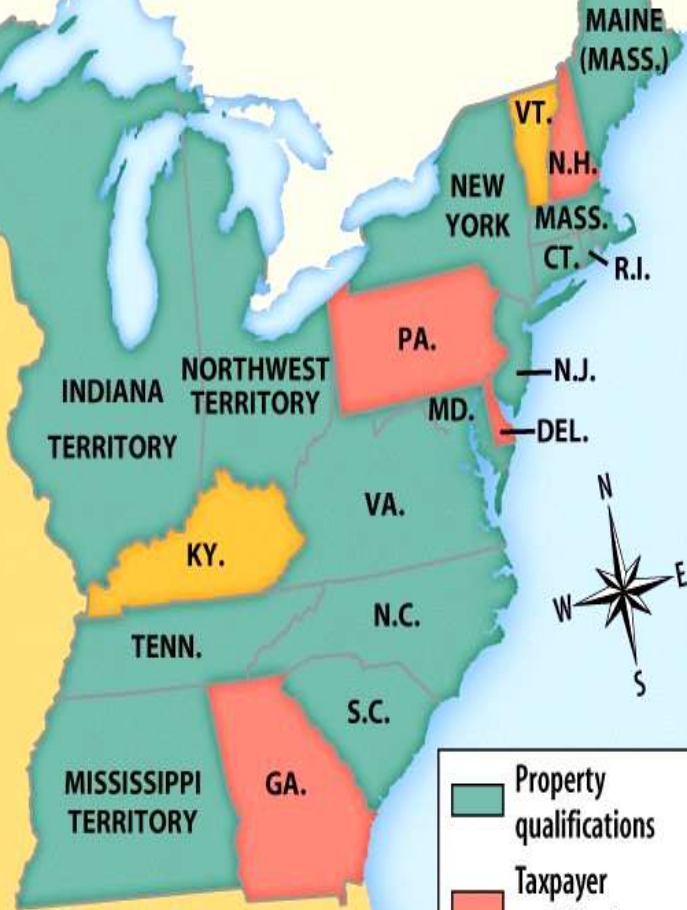 MAINE
(MASS.)
VT.
N.H.
NEW
YORK
MASS.
CT.
R.I.
PA.
N.J.
NORTHWEST
TERRITORY
INDIANA
TERRITORY
MD.
DEL.
VA.
KY.
N
W
E
S
N.C.
TENN.
S.C.
MISSISSIPPI
TERRITORY
GA.
Property
qualifications
Taxpayer